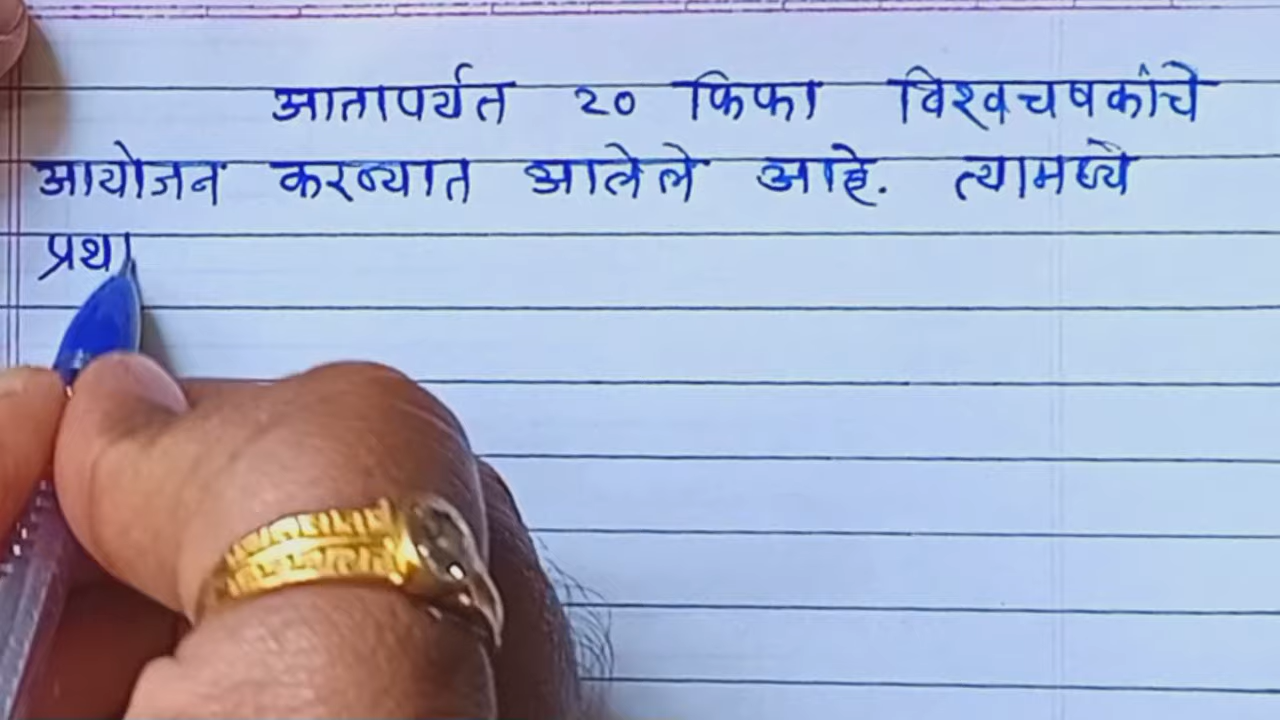 आतापर्यंत २० फिफा विश्वचषकांचे
आयोजन करण्यात आलेले आहे. त्यामध्ये
प्रथ